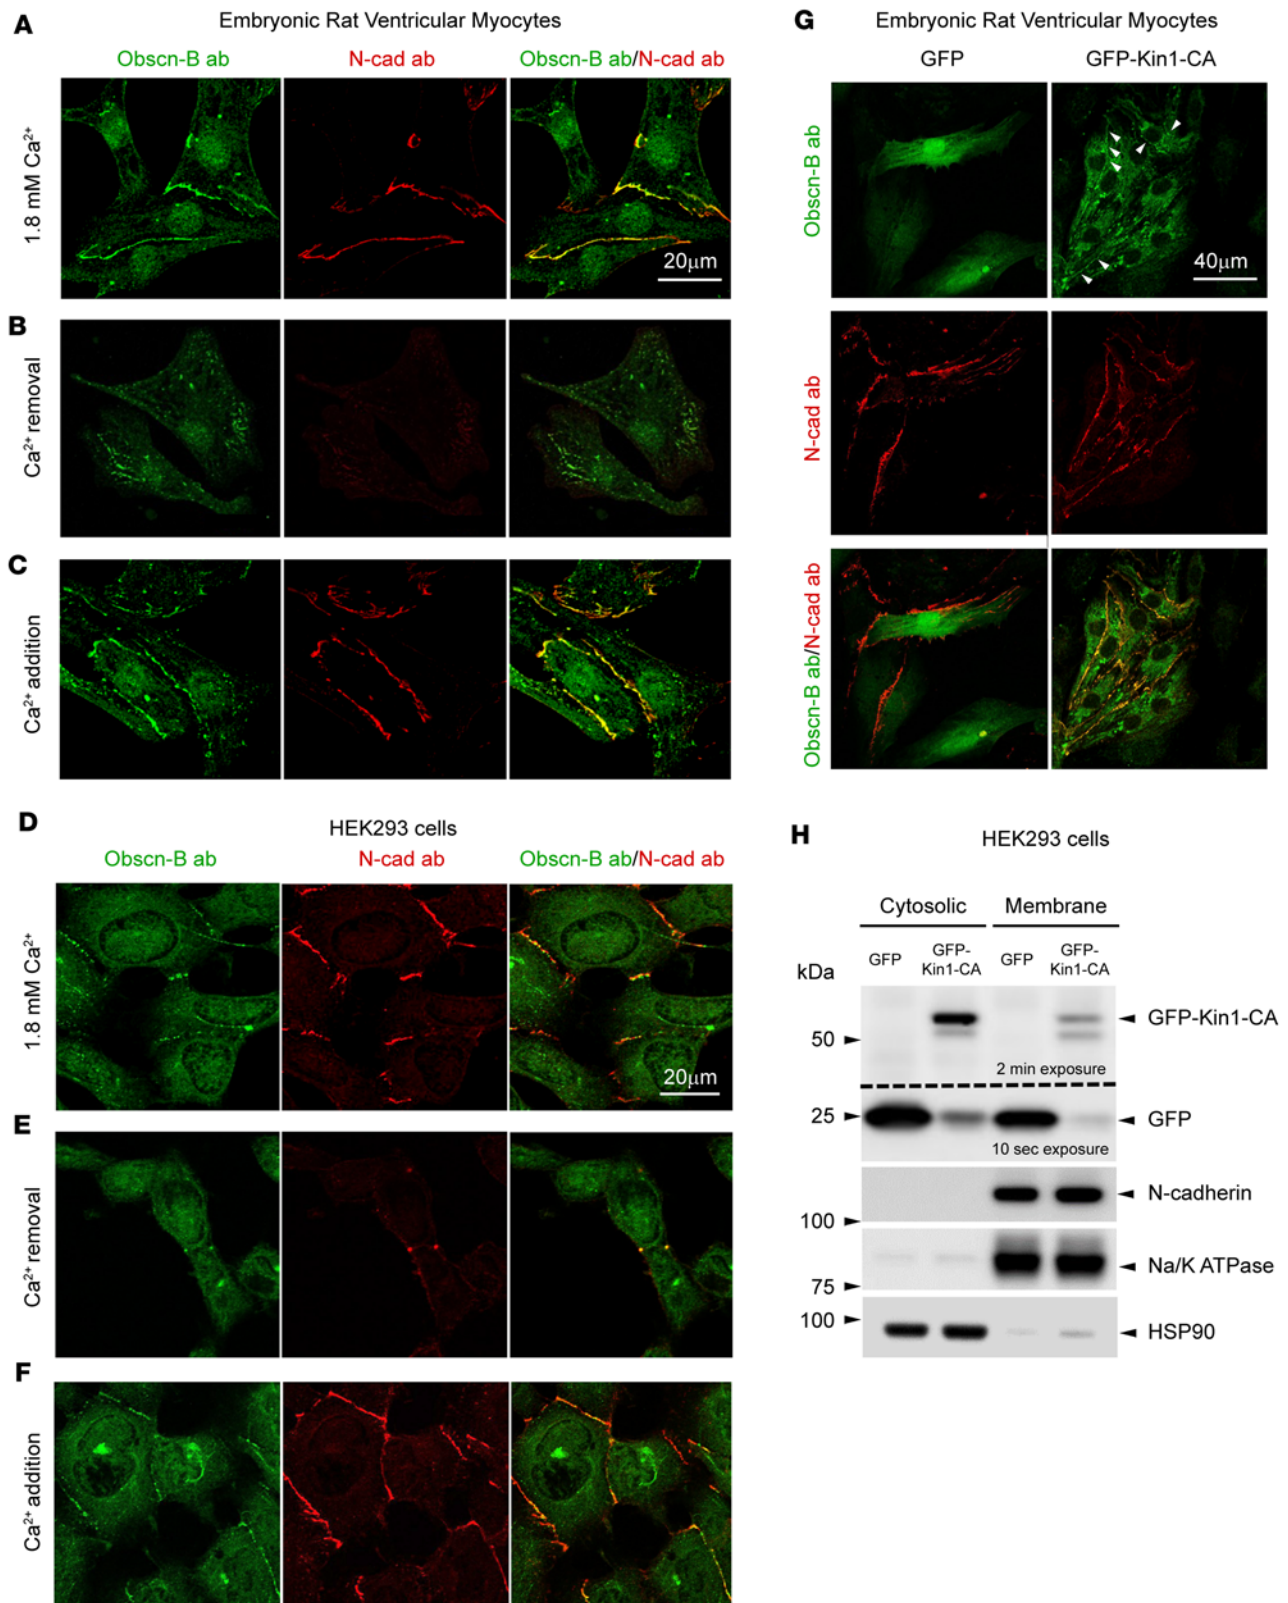 A
Embryonic Rat Ventricular Myocytes
Obscn-B ab
N-cad ab
Obscn-B ab/N-cad ab
1.8 mM Ca²⁺
20μm
B
Ca²⁺ removal
C
Ca²⁺ addition
D
HEK293 cells
Obscn-B ab
N-cad ab
Obscn-B ab/N-cad ab
1.8 mM Ca²⁺
20μm
E
Ca²⁺ removal
F
Ca²⁺ addition
G
Embryonic Rat Ventricular Myocytes
GFP
GFP-Kin1-CA
Obscn-B ab
40μm
N-cad ab
Obscn-B ab/N-cad ab
H
HEK293 cells
Cytosolic
Membrane
kDa
GFP
GFP-
Kin1-CA
GFP
GFP-
Kin1-CA
GFP-Kin1-CA
50
2 min exposure
25
GFP
10 sec exposure
N-cadherin
100
Na/K ATPase
75
100
HSP90